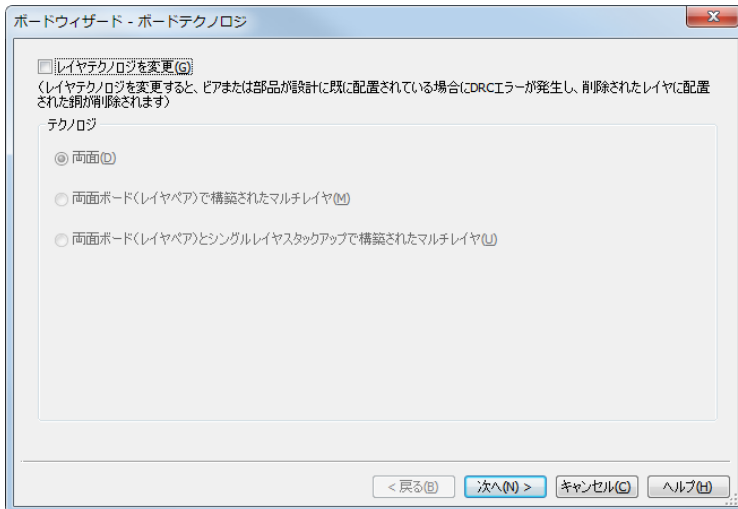 ボードウィザード - ボードテクノロジ
レイヤテクノロジを変更(G)
(レイヤテクノロジを変更すると、ビアまたは部品が設計に既に配置されている場合にDRCエラーが発生し、削除されたレイヤに配置
された銅が削除されます)
テクノロジ
両面(D)
両面ボード(レイヤペア)で構築されたマルチレイヤ(M)
両面ボード(レイヤペア)とシングルレイヤスタックアップで構築されたマルチレイヤ(U)
< 戻る(B) 次へ(N) > キャンセル(C) ヘルプ(H)